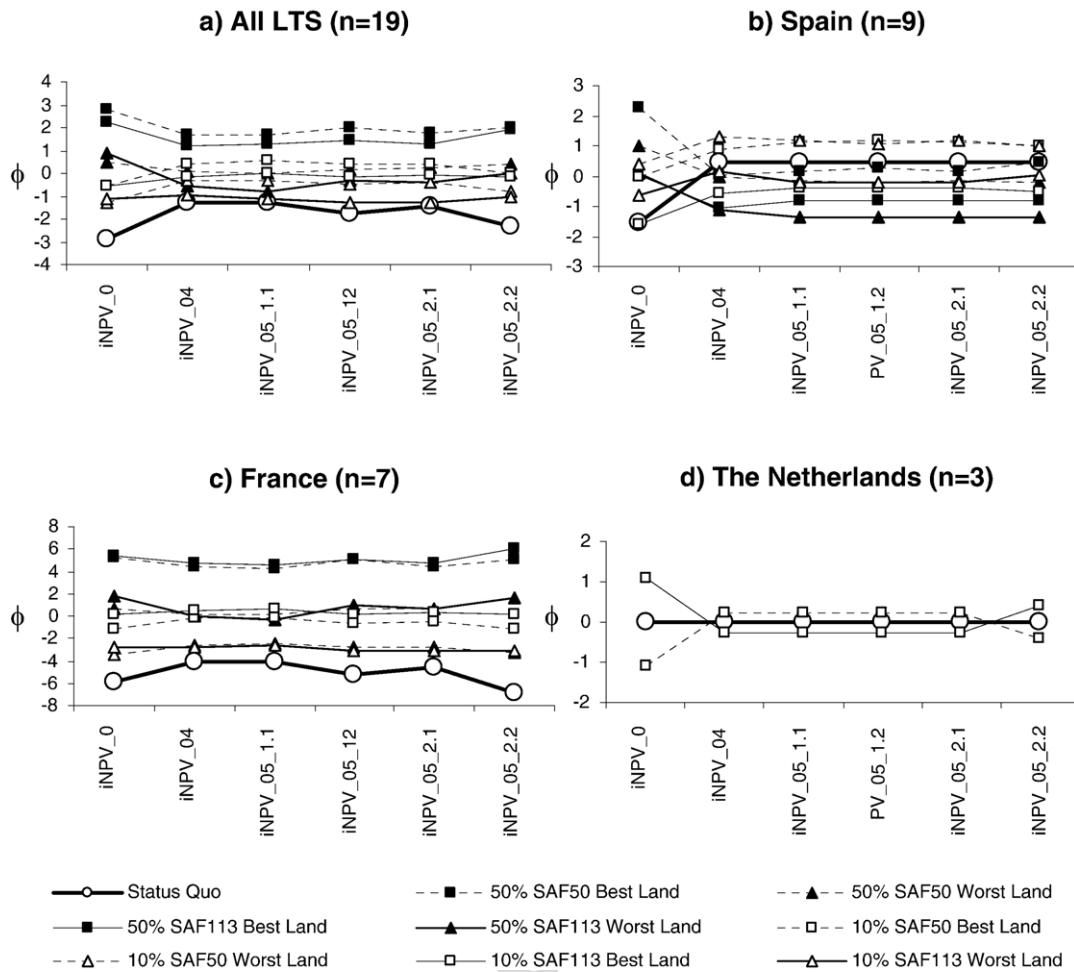 a) All LTS (n=19)
4
3
2
1
0
-1
-2
-3
-4
ϕ
iNPV_0
iNPV_04
iNPV_05_1.1
iNPV_05_12
iNPV_05_2.1
iNPV_05_2.2
b) Spain (n=9)
3
2
1
0
-1
-2
-3
ϕ
iNPV_0
iNPV_04
iNPV_05_1.1
PV_05_1.2
iNPV_05_2.1
iNPV_05_2.2
c) France (n=7)
8
6
4
2
0
-2
-4
-6
-8
ϕ
iNPV_0
iNPV_04
iNPV_05_1.1
iNPV_05_12
iNPV_05_2.1
iNPV_05_2.2
d) The Netherlands (n=3)
2
1
0
-1
-2
ϕ
iNPV_0
iNPV_04
iNPV_05_1.1
PV_05_1.2
iNPV_05_2.1
iNPV_05_2.2
Status Quo
50% SAF50 Best Land
50% SAF50 Worst Land
50% SAF113 Best Land
50% SAF113 Worst Land
10% SAF50 Best Land
10% SAF50 Worst Land
10% SAF113 Best Land
10% SAF113 Worst Land